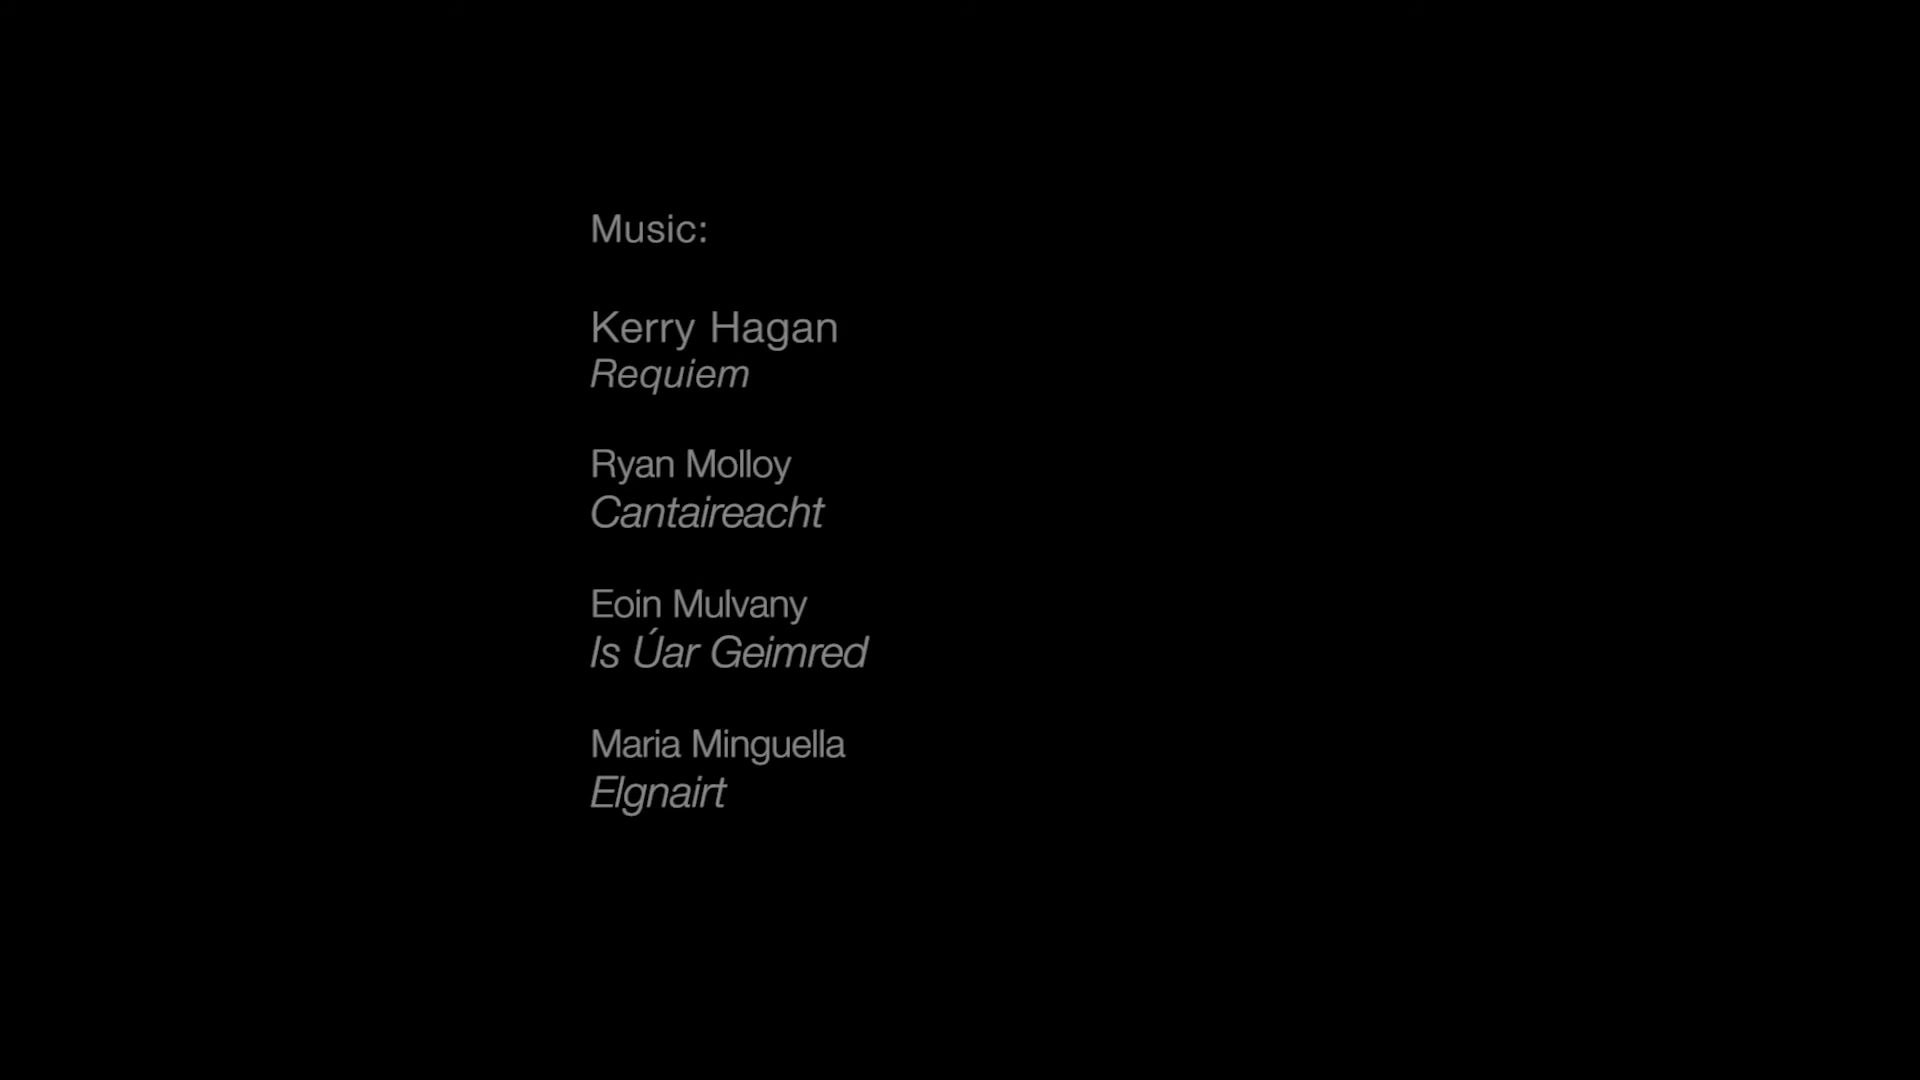 Music:
Kerry Hagan
Requiem
Ryan Molloy
Cantaireacht
Eoin Mulvany
Is Úar Geimred
Maria Minguella
Elgnairt